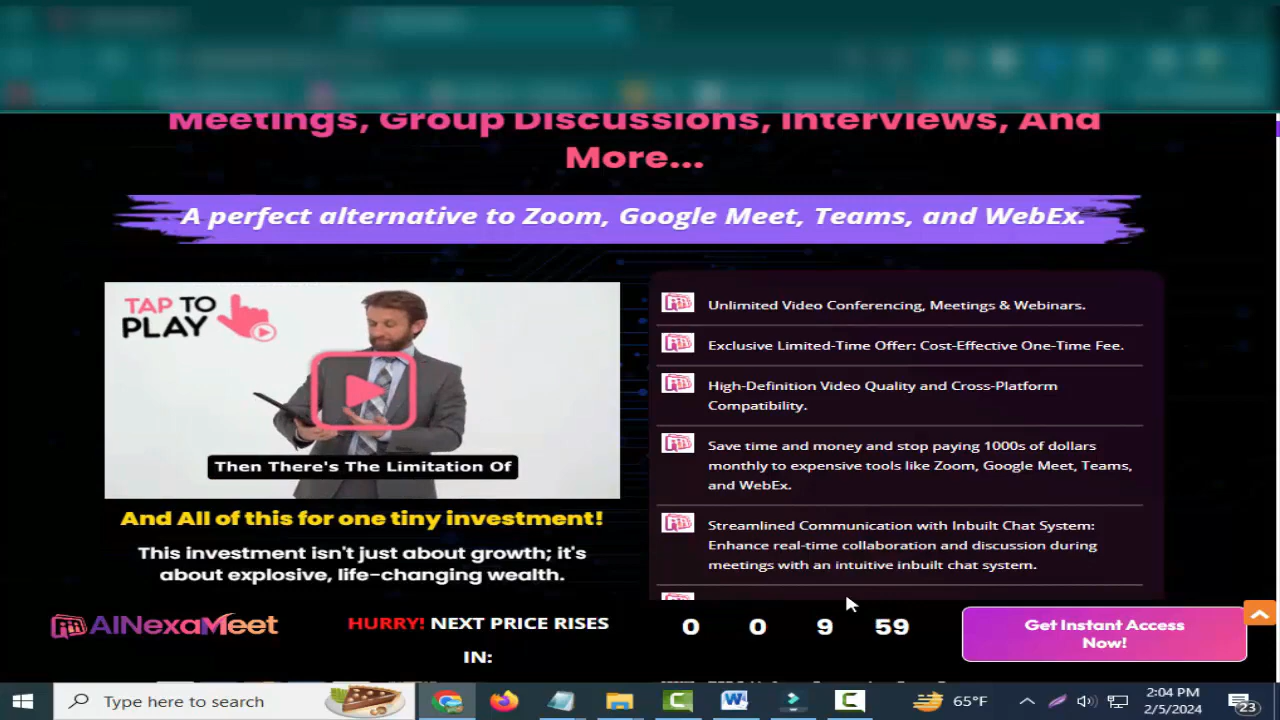 Meetings, Group Discussions, Interviews, And
More...
A perfect alternative to Zoom, Google Meet, Teams, and WebEx.
TAP TO
PLAY
Then There's The Limitation Of
And All of this for one tiny investment!
This investment isn't just about growth; it's
about explosive, life-changing wealth.
Unlimited Video Conferencing, Meetings & Webinars.
Exclusive Limited-Time Offer: Cost-Effective One-Time Fee.
High-Definition Video Quality and Cross-Platform
Compatibility.
Save time and money and stop paying 1000s of dollars
monthly to expensive tools like Zoom, Google Meet, Teams,
and WebEx.
Streamlined Communication with Inbuilt Chat System:
Enhance real-time collaboration and discussion during
meetings with an intuitive inbuilt chat system.
AINexaMeet
HURRY! NEXT PRICE RISES
IN:
0 0 9 59
Get Instant Access
Now!
Type here to search
65°F
2:04 PM
2/5/2024
23